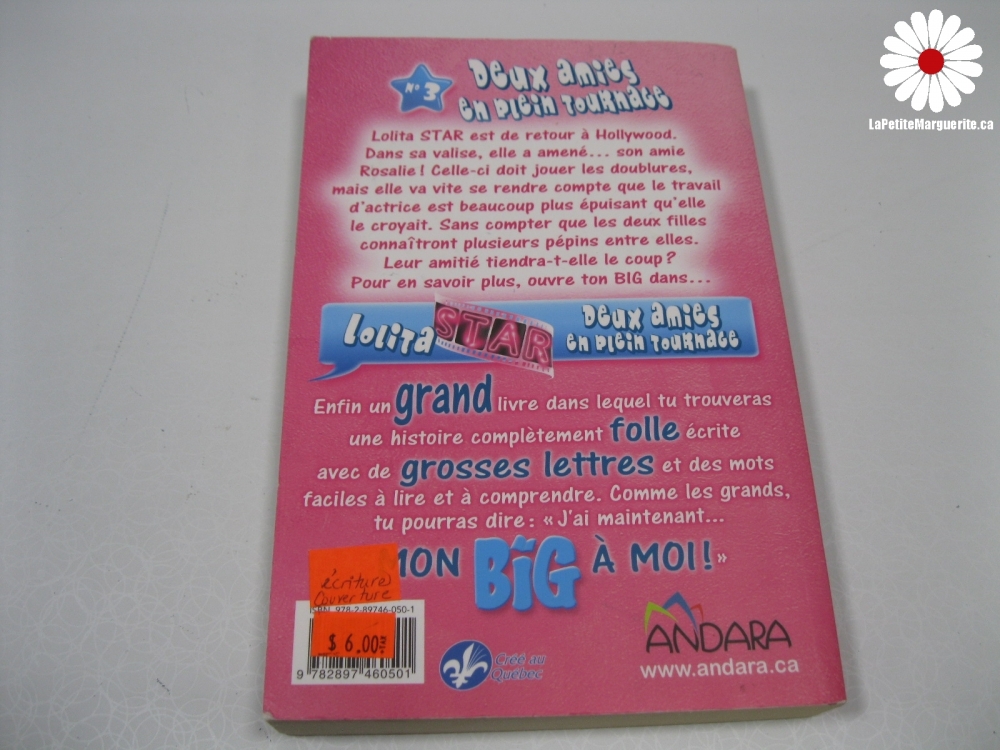 LaPetiteMarguerite.ca
N° 3
Deux amies
en plein tournage
Lolita STAR est de retour à Hollywood.
Dans sa valise, elle a amené... son amie
Rosalie ! Celle-ci doit jouer les doublures,
mais elle va vite se rendre compte que le travail
d'actrice est beaucoup plus épuisant qu'elle
le croyait. Sans compter que les deux filles
connaîtront plusieurs pépins entre elles.
Leur amitié tiendra-t-elle le coup ?
Pour en savoir plus, ouvre ton BIG dans...
Lolita STAR
Deux amies
en plein tournage
Enfin un grand livre dans lequel tu trouveras
une histoire complètement folle écrite
avec de grosses lettres et des mots
faciles à lire et à comprendre. Comme les grands,
tu pourras dire : « J'ai maintenant...
MON BIG À MOI ! »
écriture
couverture
ISBN 978-2-89746-050-1
$ 6.00
9 782897 460501
Créé au
Québec
ANDARA
www.andara.ca